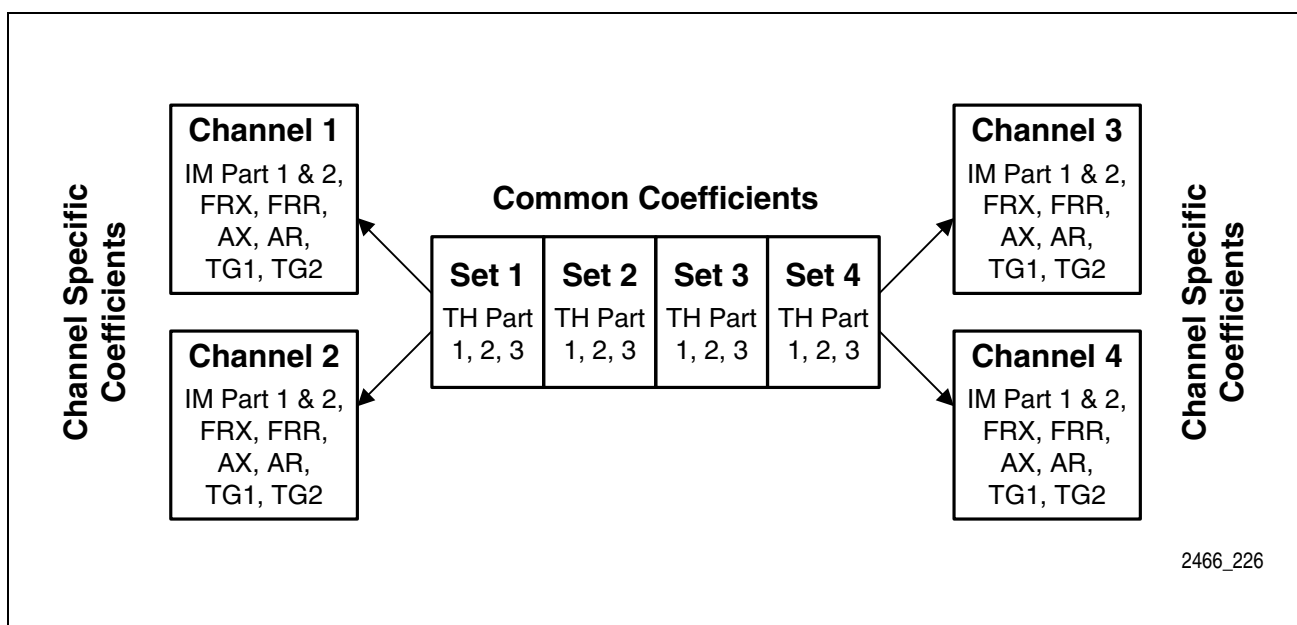 Channel Specific
Coefficients
Channel 1
IM Part 1 & 2,
FRX, FRR,
AX, AR,
TG1, TG2
Channel 2
IM Part 1 & 2,
FRX, FRR,
AX, AR,
TG1, TG2
Common Coefficients
Set 1
TH Part
1, 2, 3
Set 2
TH Part
1, 2, 3
Set 3
TH Part
1, 2, 3
Set 4
TH Part
1, 2, 3
Channel 3
IM Part 1 & 2,
FRX, FRR,
AX, AR,
TG1, TG2
Channel 4
IM Part 1 & 2,
FRX, FRR,
AX, AR,
TG1, TG2
Channel Specific
Coefficients
2466_226